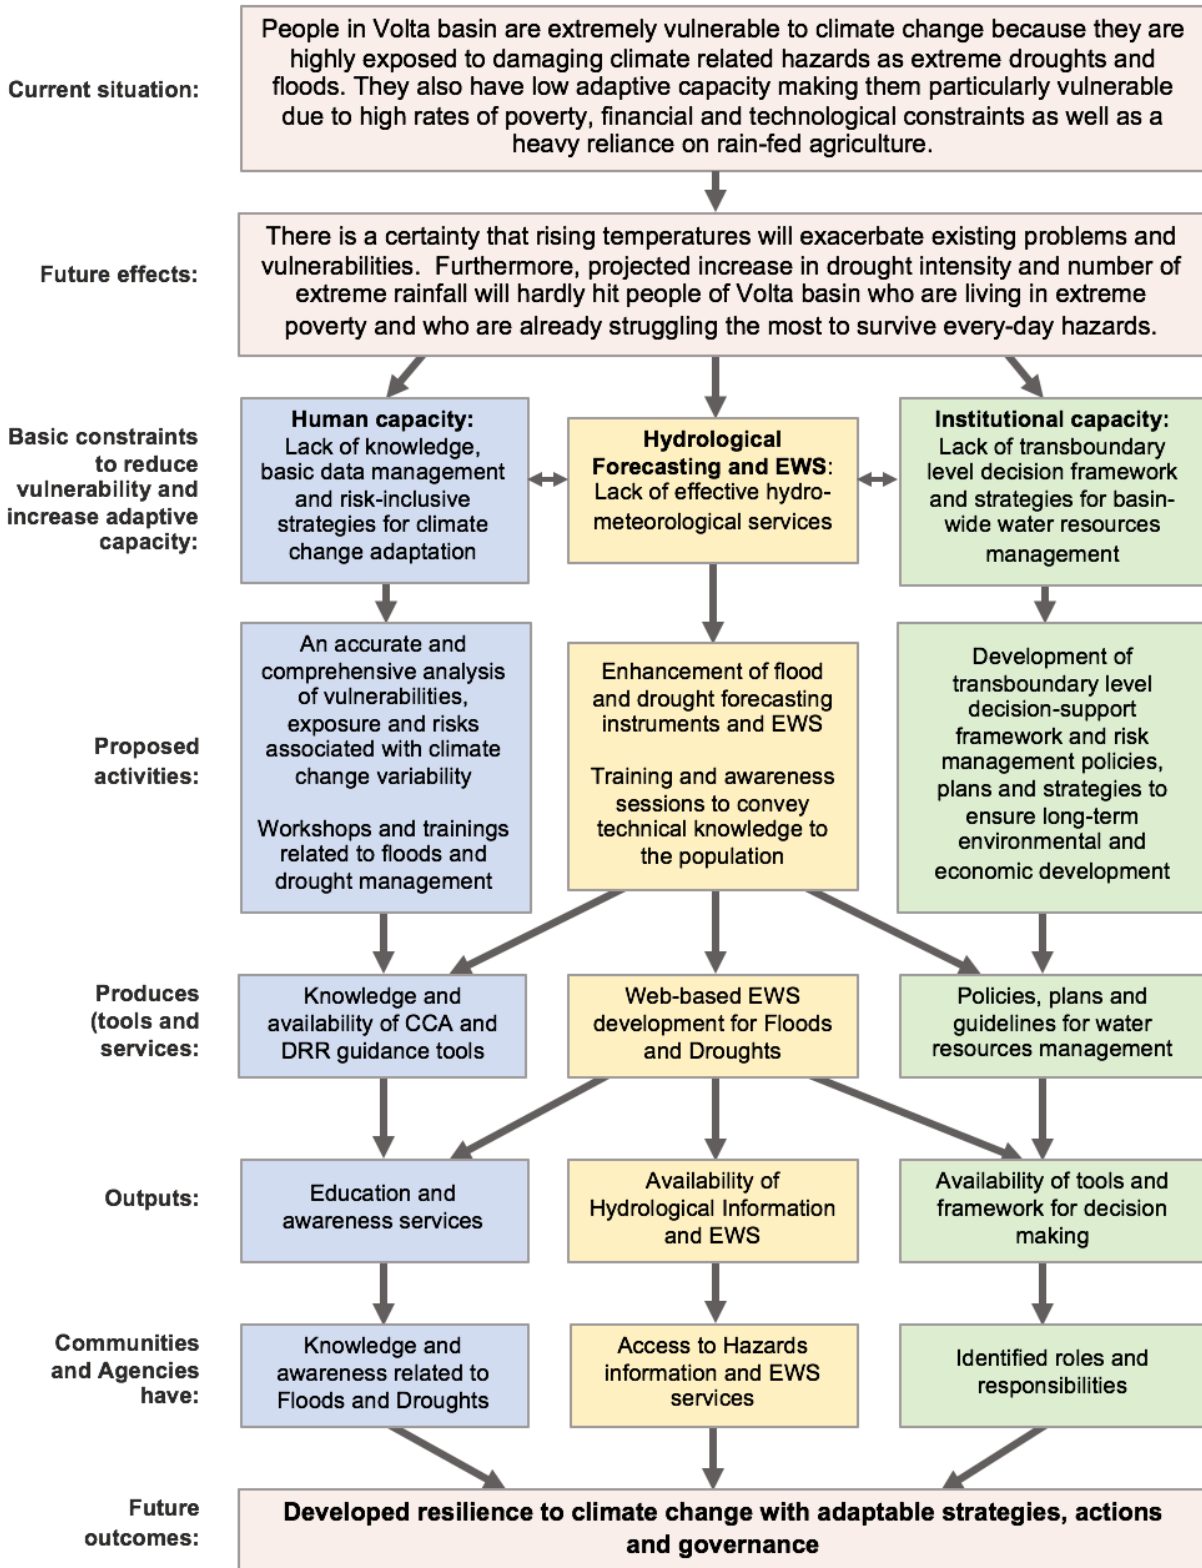 People in Volta basin are extremely vulnerable to climate change because they are
highly exposed to damaging climate related hazards as extreme droughts and
Current situation:
floods. They also have low adaptive capacity making them particularly vulnerable
due to high rates of poverty, financial and technological constraints as well as a
heavy reliance on rain-fed agriculture.
There is a certainty that rising temperatures will exacerbate existing problems and
Future effects:
vulnerabilities.  Furthermore, projected increase in drought intensity and number of
extreme rainfall will hardly hit people of Volta basin who are living in extreme
poverty and who are already struggling the most to survive every-day hazards.
Basic constraints
to reduce
vulnerability and
increase adaptive
capacity:
Human capacity:
Lack of knowledge,
basic data management
and risk-inclusive
strategies for climate
change adaptation
Hydrological
Forecasting and EWS:
Lack of effective hydro-
meteorological services
Institutional capacity:
Lack of transboundary
level decision framework
and strategies for basin-
wide water resources
management
Proposed
activities:
An accurate and
comprehensive analysis
of vulnerabilities,
exposure and risks
associated with climate
change variability
Workshops and trainings
related to floods and
drought management
Enhancement of flood
and drought forecasting
instruments and EWS
Training and awareness
sessions to convey
technical knowledge to
the population
Development of
transboundary level
decision-support
framework and risk
management policies,
plans and strategies to
ensure long-term
environmental and
economic development
Produces
(tools and
services:
Knowledge and
availability of CCA and
DRR guidance tools
Web-based EWS
development for Floods
and Droughts
Policies, plans and
guidelines for water
resources management
Outputs:
Education and
awareness services
Availability of
Hydrological Information
and EWS
Availability of tools and
framework for decision
making
Communities
and Agencies
have:
Knowledge and
awareness related to
Floods and Droughts
Access to Hazards
information and EWS
services
Identified roles and
responsibilities
Future
outcomes:
Developed resilience to climate change with adaptable strategies, actions
and governance